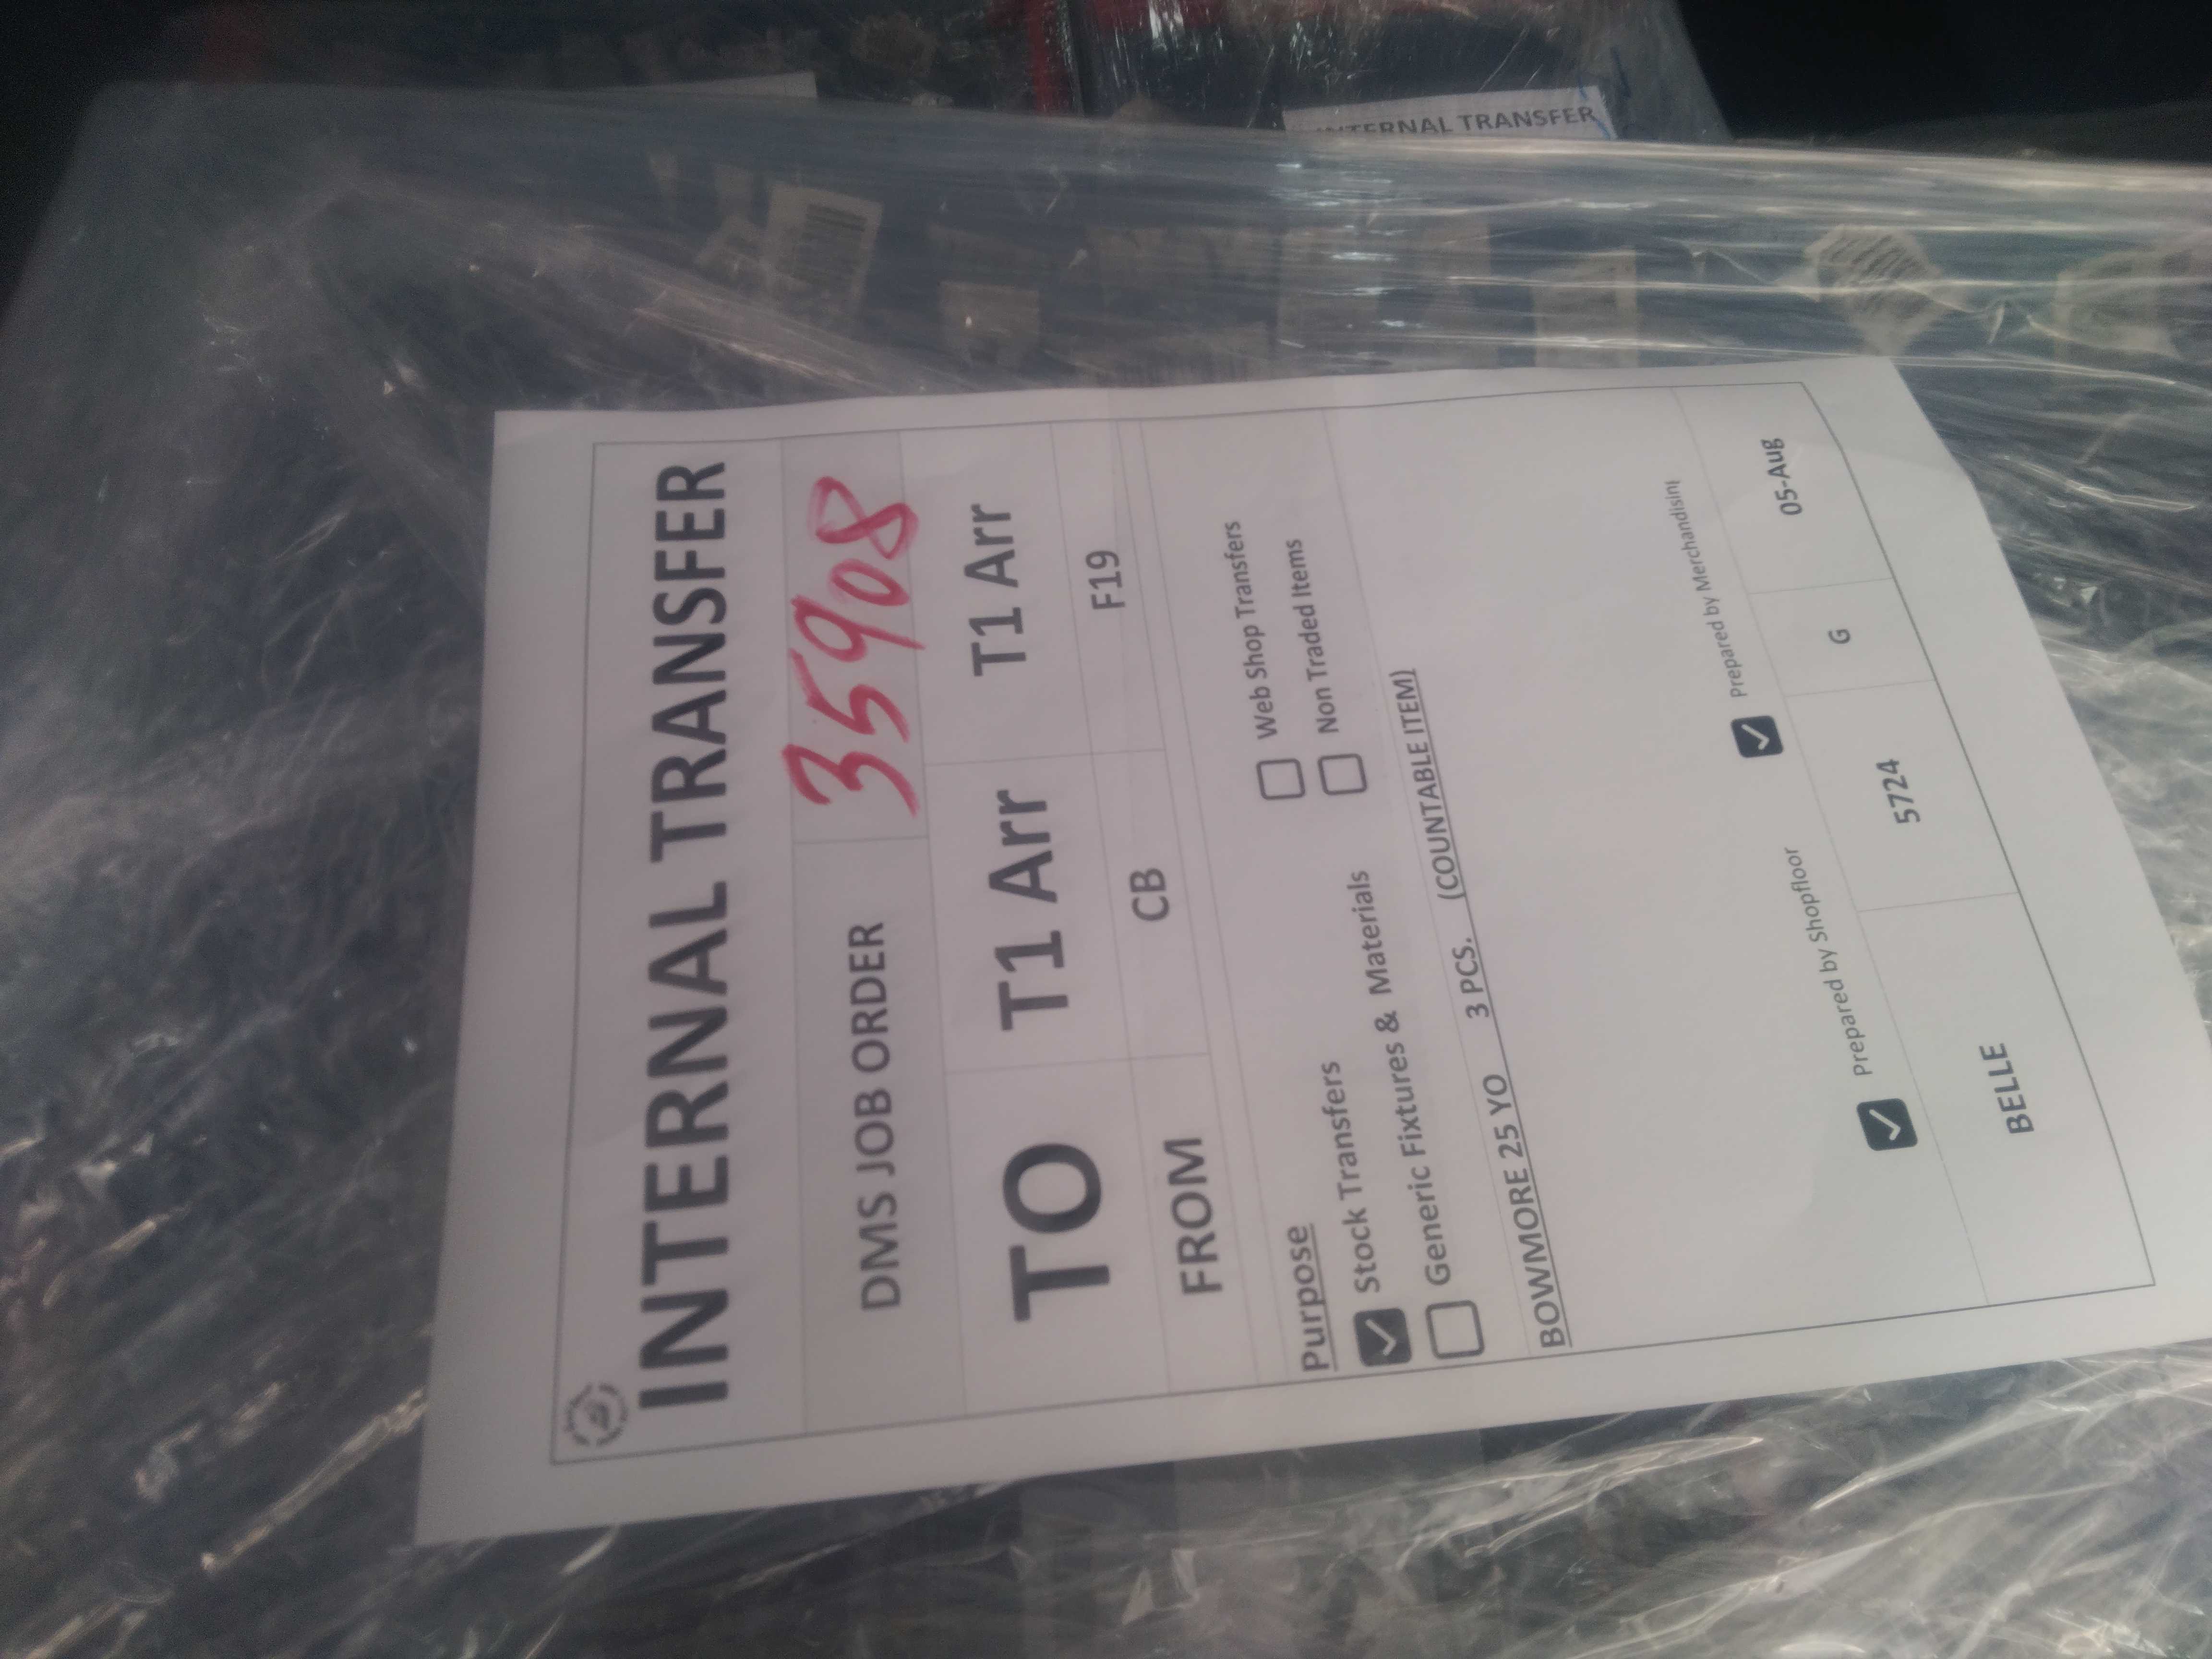 INTERNAL TRANSFER
DMS JOB ORDER 35908
TO T1 Arr T1 Arr
FROM CB F19
Purpose
Stock Transfers Web Shop Transfers
Generic Fixtures & Materials Non Traded Items
BOWMORE 25 YO 3 PCS. (COUNTABLE ITEM)
Prepared by Shopfloor Prepared by Merchandising
BELLE 5724 G 05-Aug
INTERNAL TRANSFER